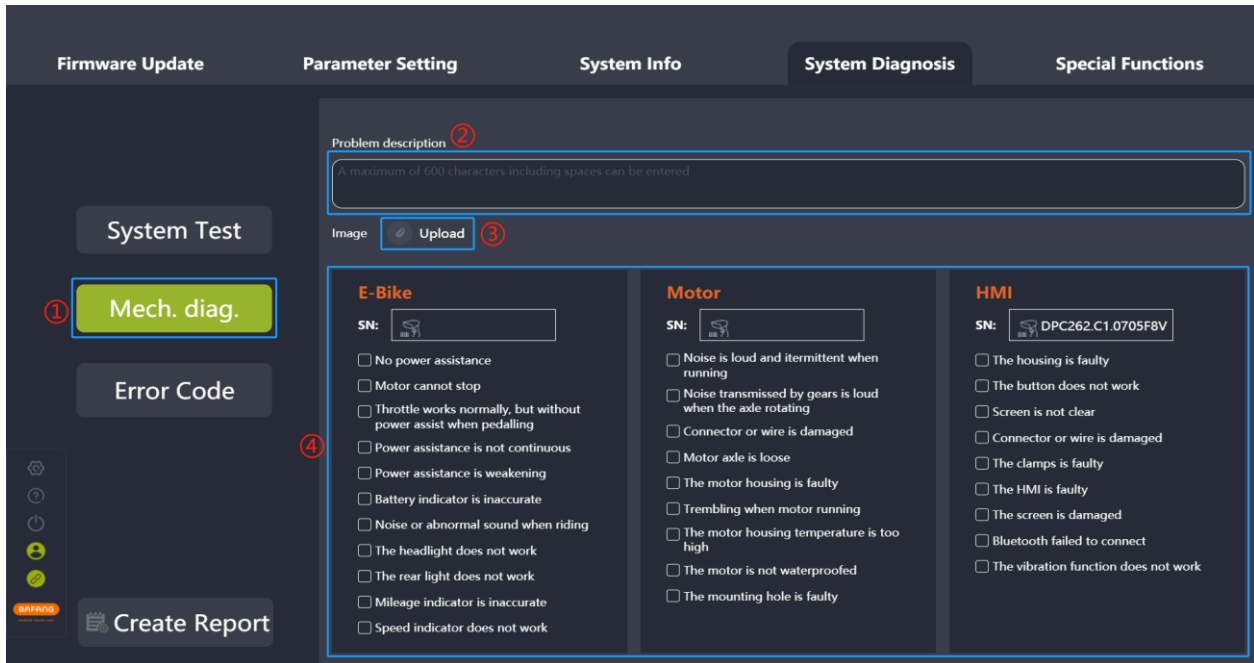 Firmware Update
Parameter Setting
System Info
System Diagnosis
Special Functions
Problem description ②
A maximum of 600 characters including spaces can be entered
System Test
Image
Upload ③
① Mech. diag.
Error Code
④
E-Bike
SN:
No power assistance
Motor cannot stop
Throttle works normally, but without
power assist when pedalling
Power assistance is not continuous
Power assistance is weakening
Battery indicator is inaccurate
Noise or abnormal sound when riding
The headlight does not work
The rear light does not work
Mileage indicator is inaccurate
Speed indicator does not work
Motor
SN:
Noise is loud and itermittent when
running
Noise transmissed by gears is loud
when the axle rotating
Connector or wire is damaged
Motor axle is loose
The motor housing is faulty
Trembling when motor running
The motor housing temperature is too
high
The motor is not waterproofed
The mounting hole is faulty
HMI
SN: DPC262.C1.0705F8V
The housing is faulty
The button does not work
Screen is not clear
Connector or wire is damaged
The clamps is faulty
The HMI is faulty
The screen is damaged
Bluetooth failed to connect
The vibration function does not work
BAFANG
Create Report